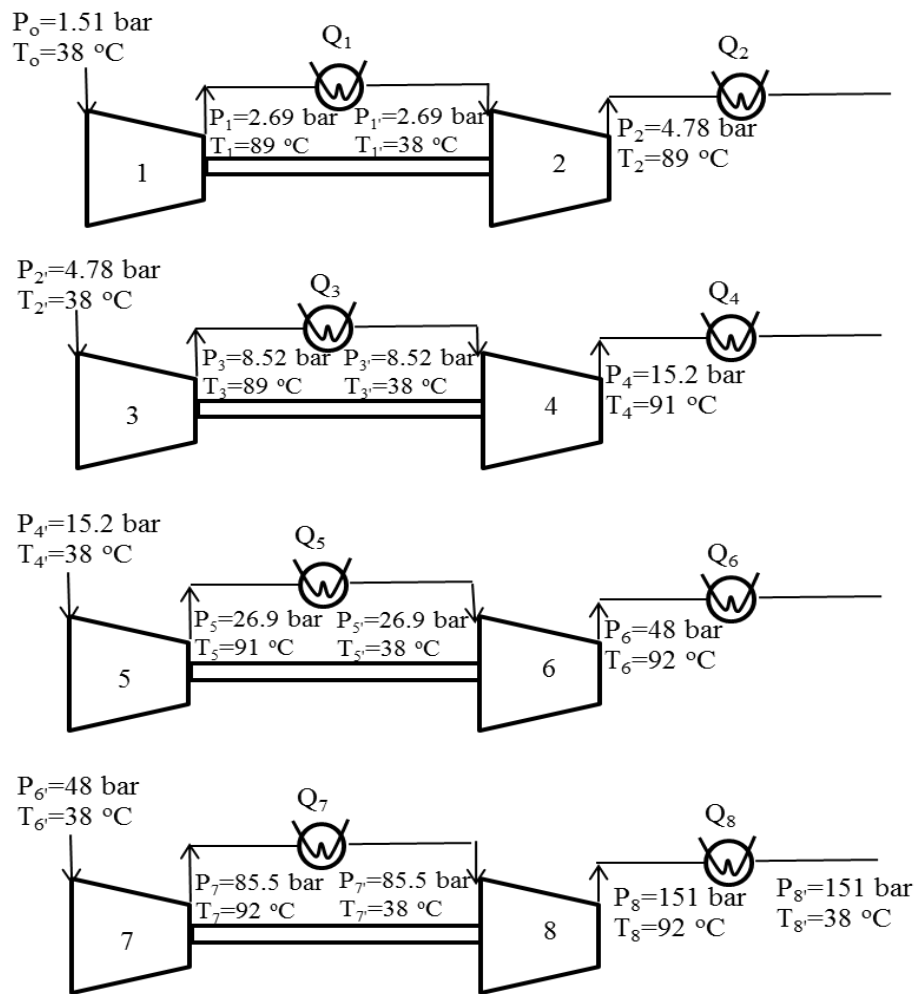 Pₒ=1.51 bar
Tₒ=38 °C
Q₁
Q₂
P₁=2.69 bar
T₁=89 °C
P₁'=2.69 bar
T₁'=38 °C
P₂=4.78 bar
T₂=89 °C
1
2
P₂'=4.78 bar
T₂'=38 °C
Q₃
Q₄
P₃=8.52 bar
T₃=89 °C
P₃'=8.52 bar
T₃'=38 °C
P₄=15.2 bar
T₄=91 °C
3
4
P₄'=15.2 bar
T₄'=38 °C
Q₅
Q₆
P₅=26.9 bar
T₅=91 °C
P₅'=26.9 bar
T₅'=38 °C
P₆=48 bar
T₆=92 °C
5
6
P₆'=48 bar
T₆'=38 °C
Q₇
Q₈
P₇=85.5 bar
T₇=92 °C
P₇'=85.5 bar
T₇'=38 °C
P₈=151 bar
T₈=92 °C
P₈'=151 bar
T₈'=38 °C
7
8